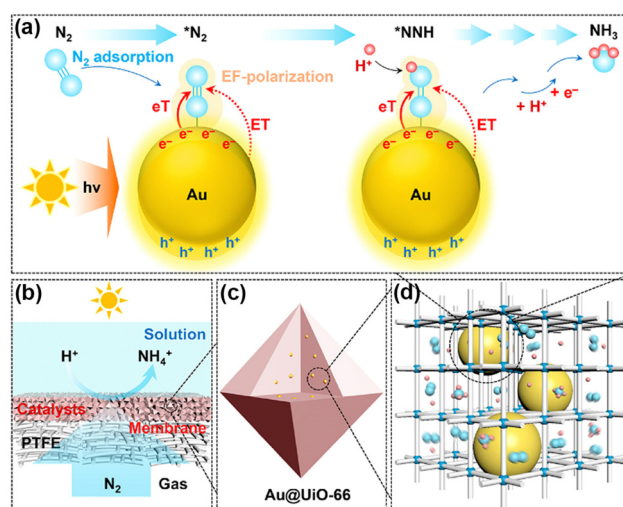 (a)
N₂
*N₂
*NNH
NH₃
N₂ adsorption
EF-polarization
H⁺
eT
ET
eT
ET
+ H⁺
+ e⁻
e⁻ e⁻ e⁻ e⁻
e⁻ e⁻ e⁻ e⁻
hν
Au
Au
h⁺ h⁺ h⁺ h⁺
h⁺ h⁺ h⁺ h⁺
(b)
Solution
H⁺
NH₄⁺
Catalysts
Membrane
PTFE
N₂
Gas
(c)
Au@UiO-66
(d)